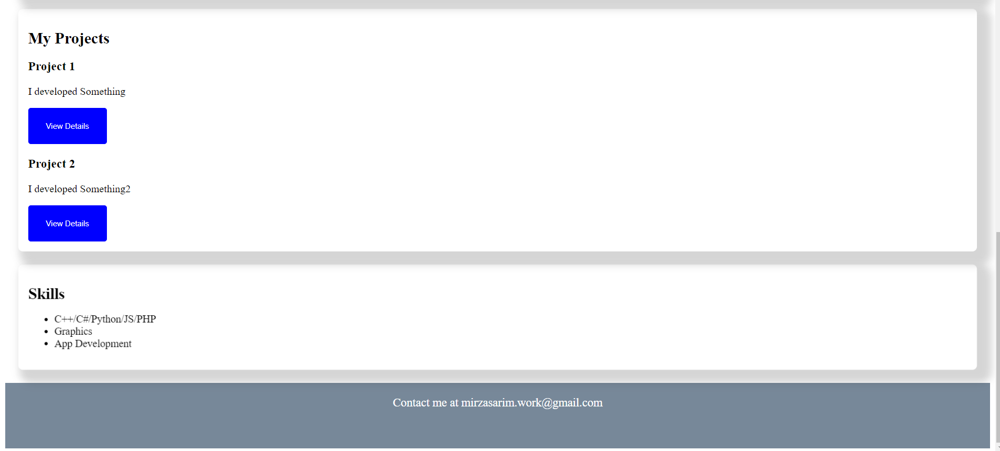 My Projects
Project 1
I developed Something
View Details
Project 2
I developed Something2
View Details
Skills
C++/C#/Python/JS/PHP
Graphics
App Development
Contact me at mirzasarim.work@gmail.com